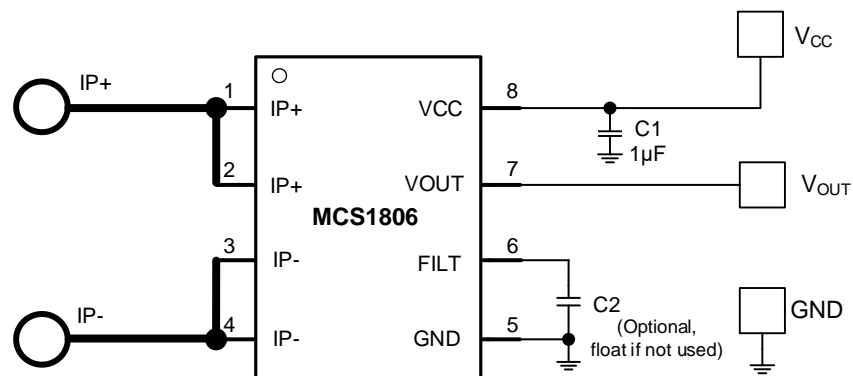 IP+
1
IP+
2
IP+
3
IP-
IP-
4
IP-
MCS1806
VCC
8
VOUT
7
FILT
6
GND
5
C1
1µF
C2
(Optional,
float if not used)
VCC
VOUT
GND